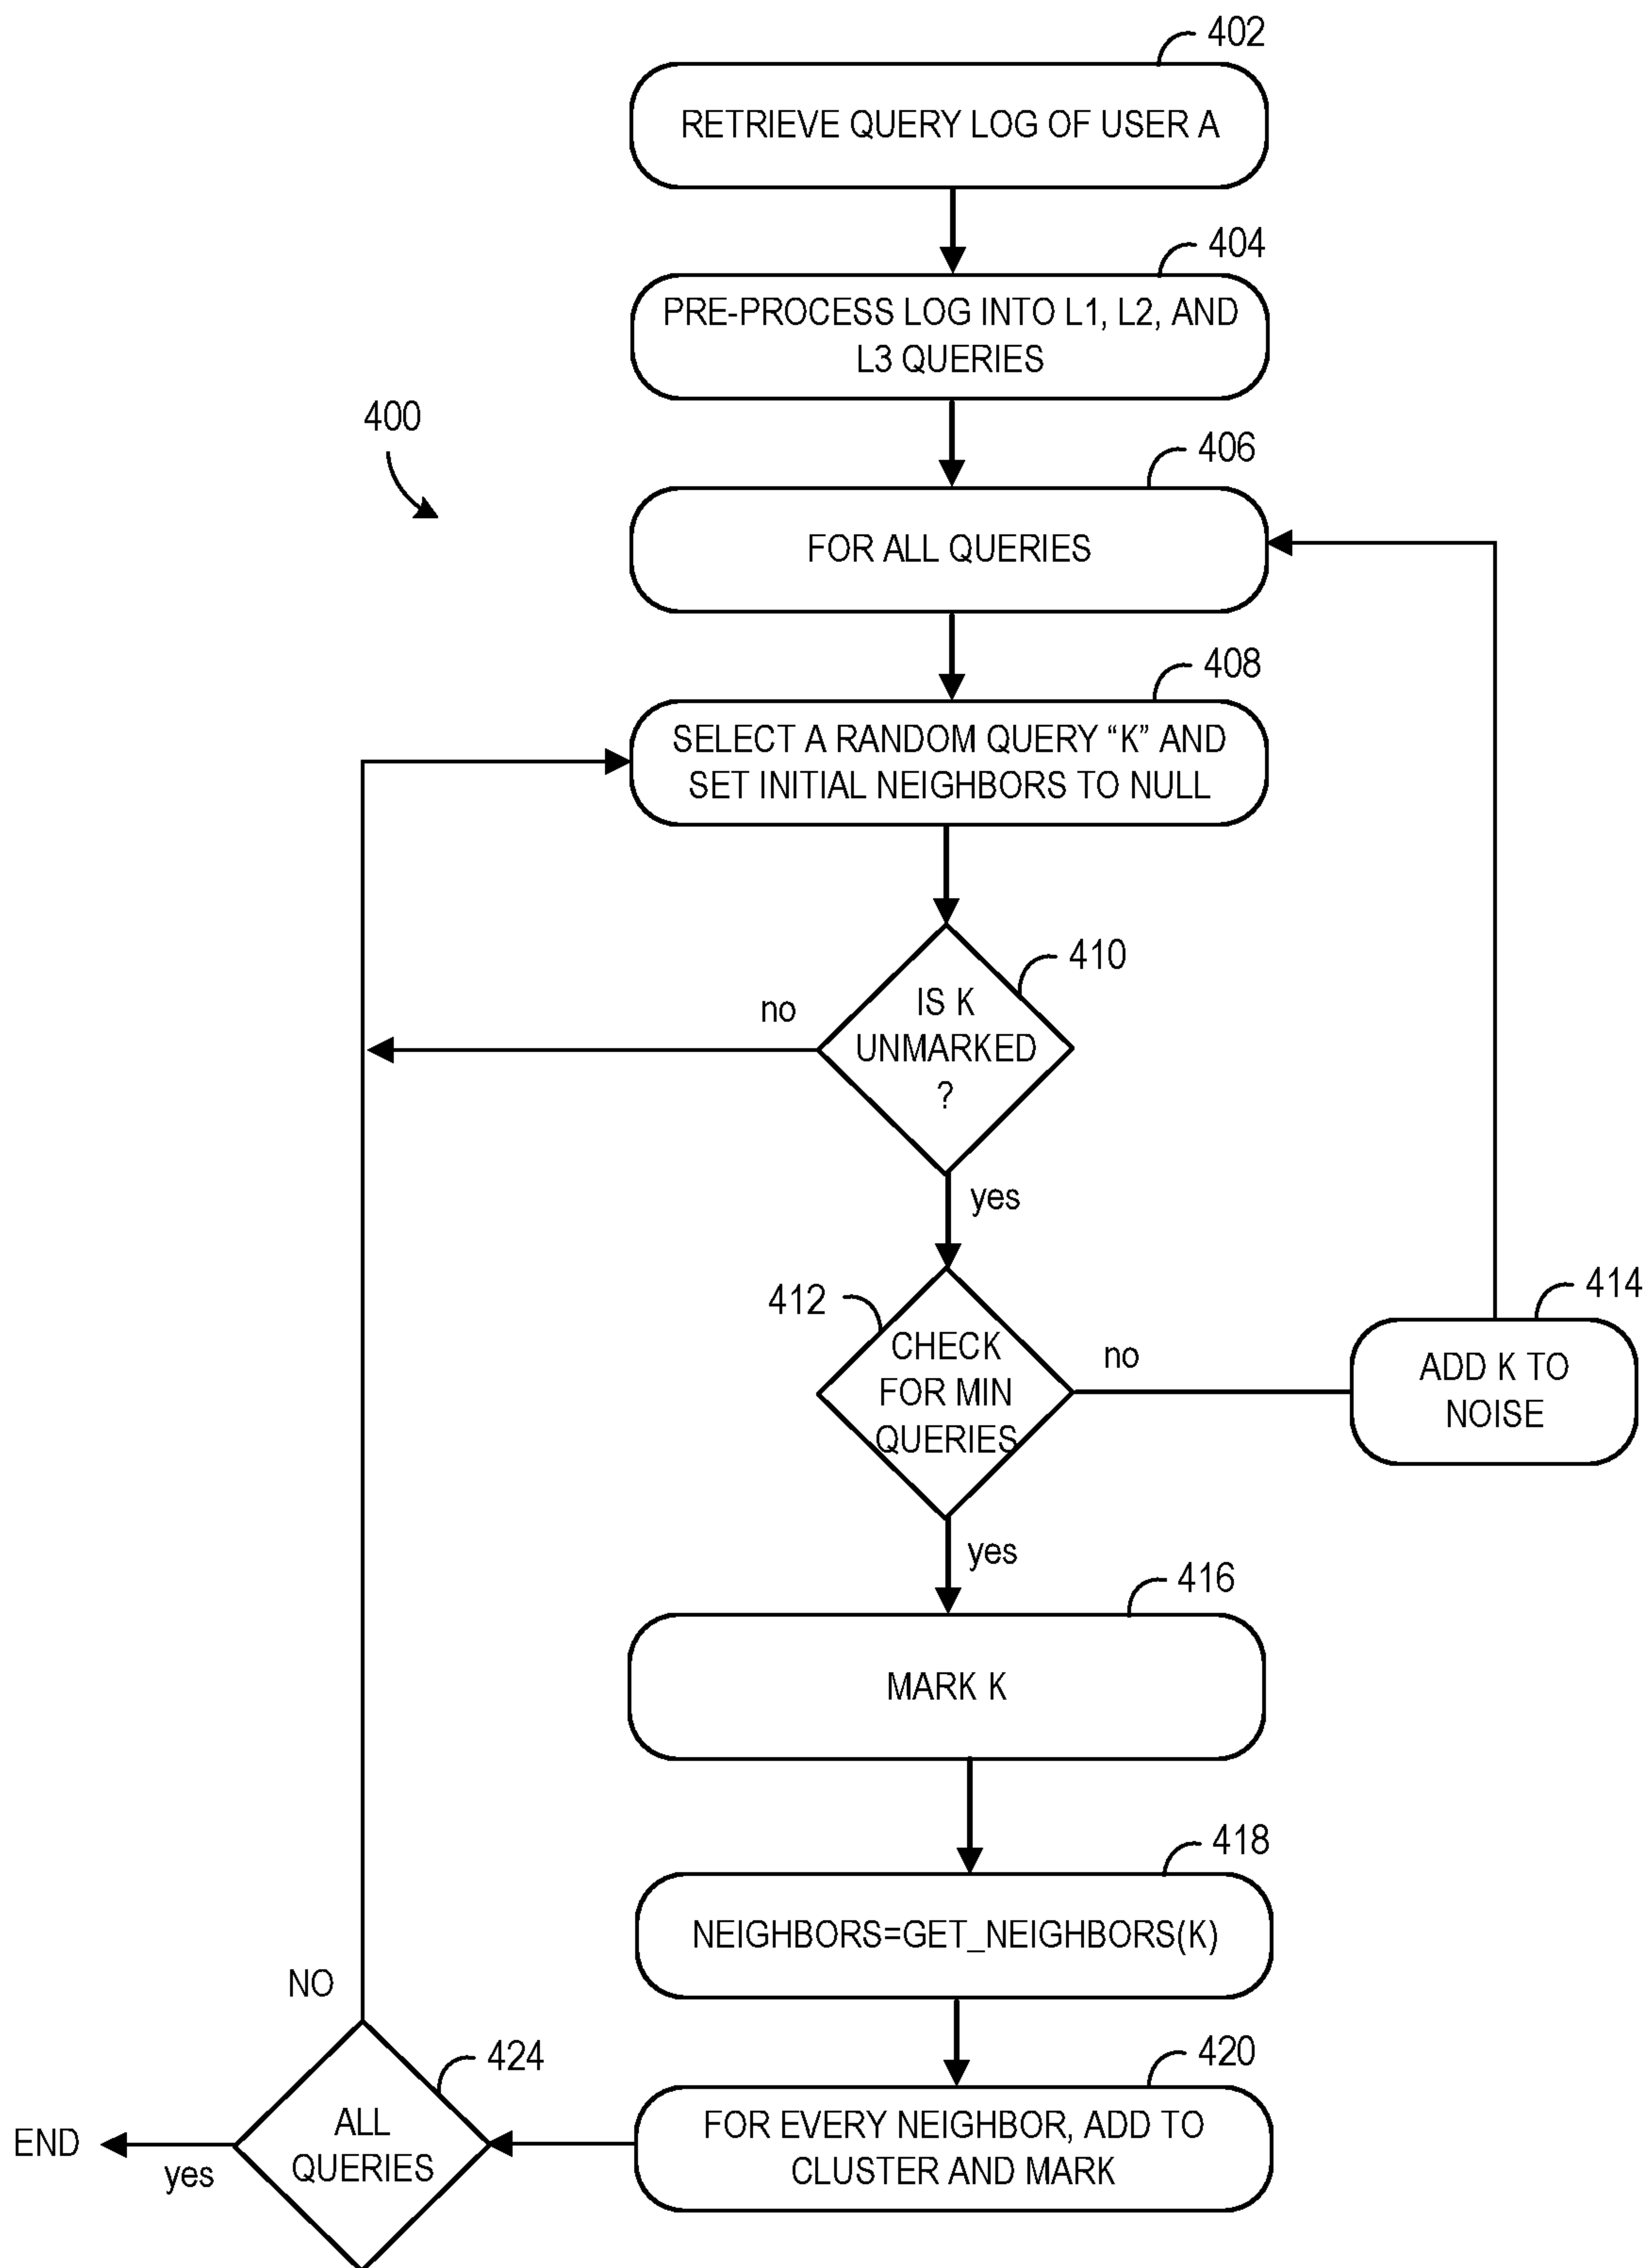 402
RETRIEVE QUERY LOG OF USER A
404
PRE-PROCESS LOG INTO L1, L2, AND
L3 QUERIES
400
406
FOR ALL QUERIES
408
SELECT A RANDOM QUERY “K” AND
SET INITIAL NEIGHBORS TO NULL
410
no
IS K
UNMARKED
?
yes
412
CHECK
FOR MIN
QUERIES
no
414
ADD K TO
NOISE
yes
416
MARK K
418
NEIGHBORS=GET_NEIGHBORS(K)
NO
420
FOR EVERY NEIGHBOR, ADD TO
CLUSTER AND MARK
424
ALL
QUERIES
END
yes